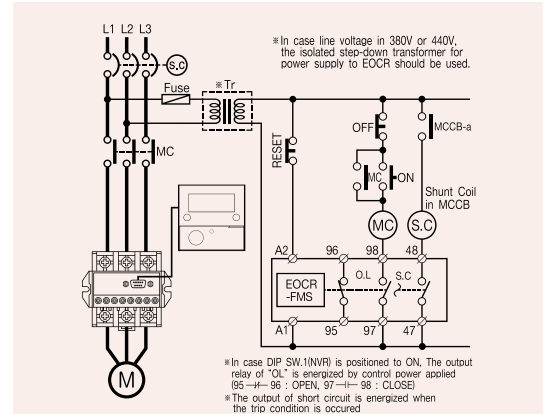 L1 L2 L3
※In case line voltage in 380V or 440V,
the isolated step-down transformer for
power supply to EOCR should be used.
S.C
Fuse
※Tr
MC
RESET
OFF
MCCB-a
MC
ON
Shunt Coil
in MCCB
MC
S.C
A2 96 98 48
EOCR
-FMS
O.L
S.C
A1 95 97 47
M
※In case DIP SW.1(NVR) is positioned to ON, The output
relay of "OL" is energized by control power applied
(95 96 : OPEN, 97 98 : CLOSE)
※The output of short circuit is energized when
the trip condition is occured